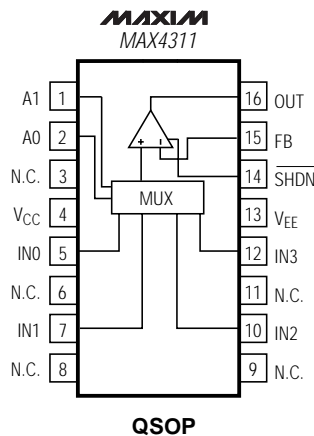 MAXIM
MAX4311
A1 1
A0 2
N.C. 3
VCC 4
IN0 5
N.C. 6
IN1 7
N.C. 8
16 OUT
15 FB
14 SHDN
13 VEE
12 IN3
11 N.C.
10 IN2
9 N.C.
+ -
MUX
QSOP